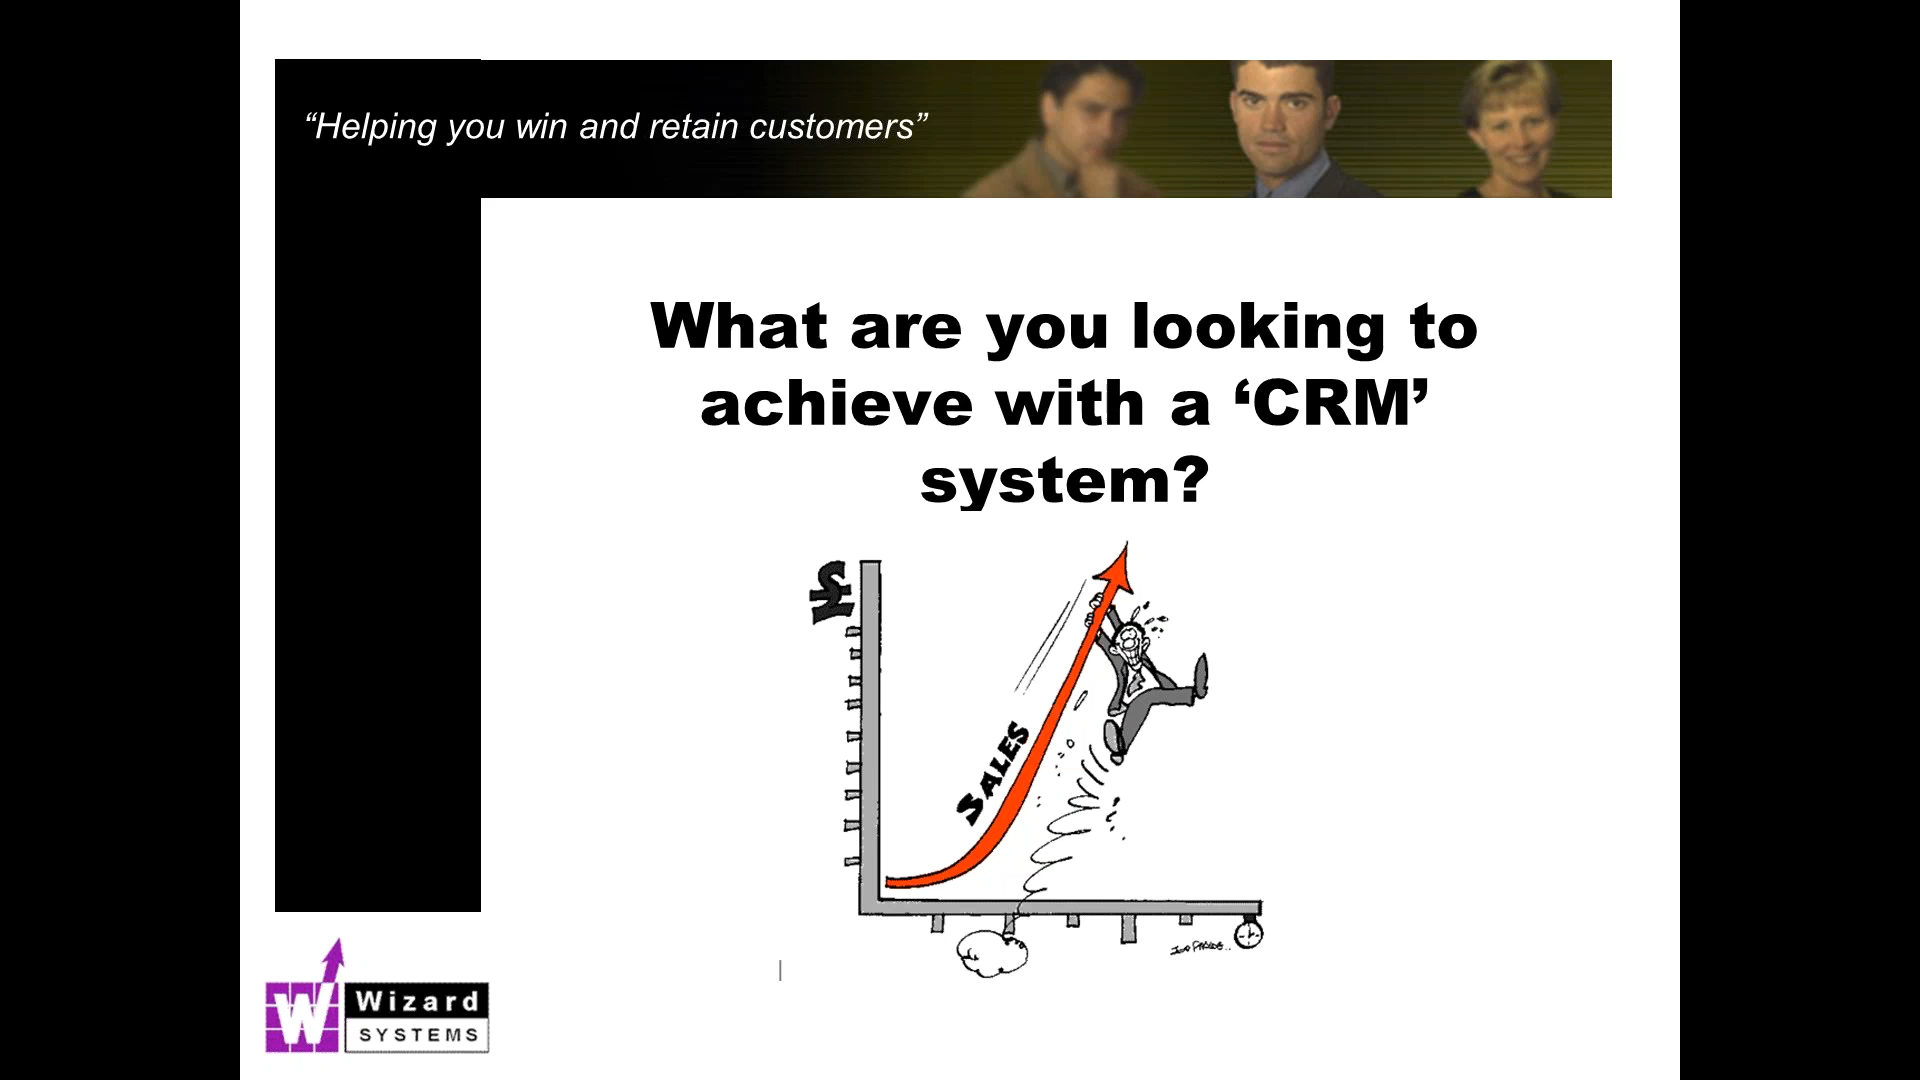 “Helping you win and retain customers”
What are you looking to
achieve with a ‘CRM’
system?
£
SALES
Wizard
SYSTEMS